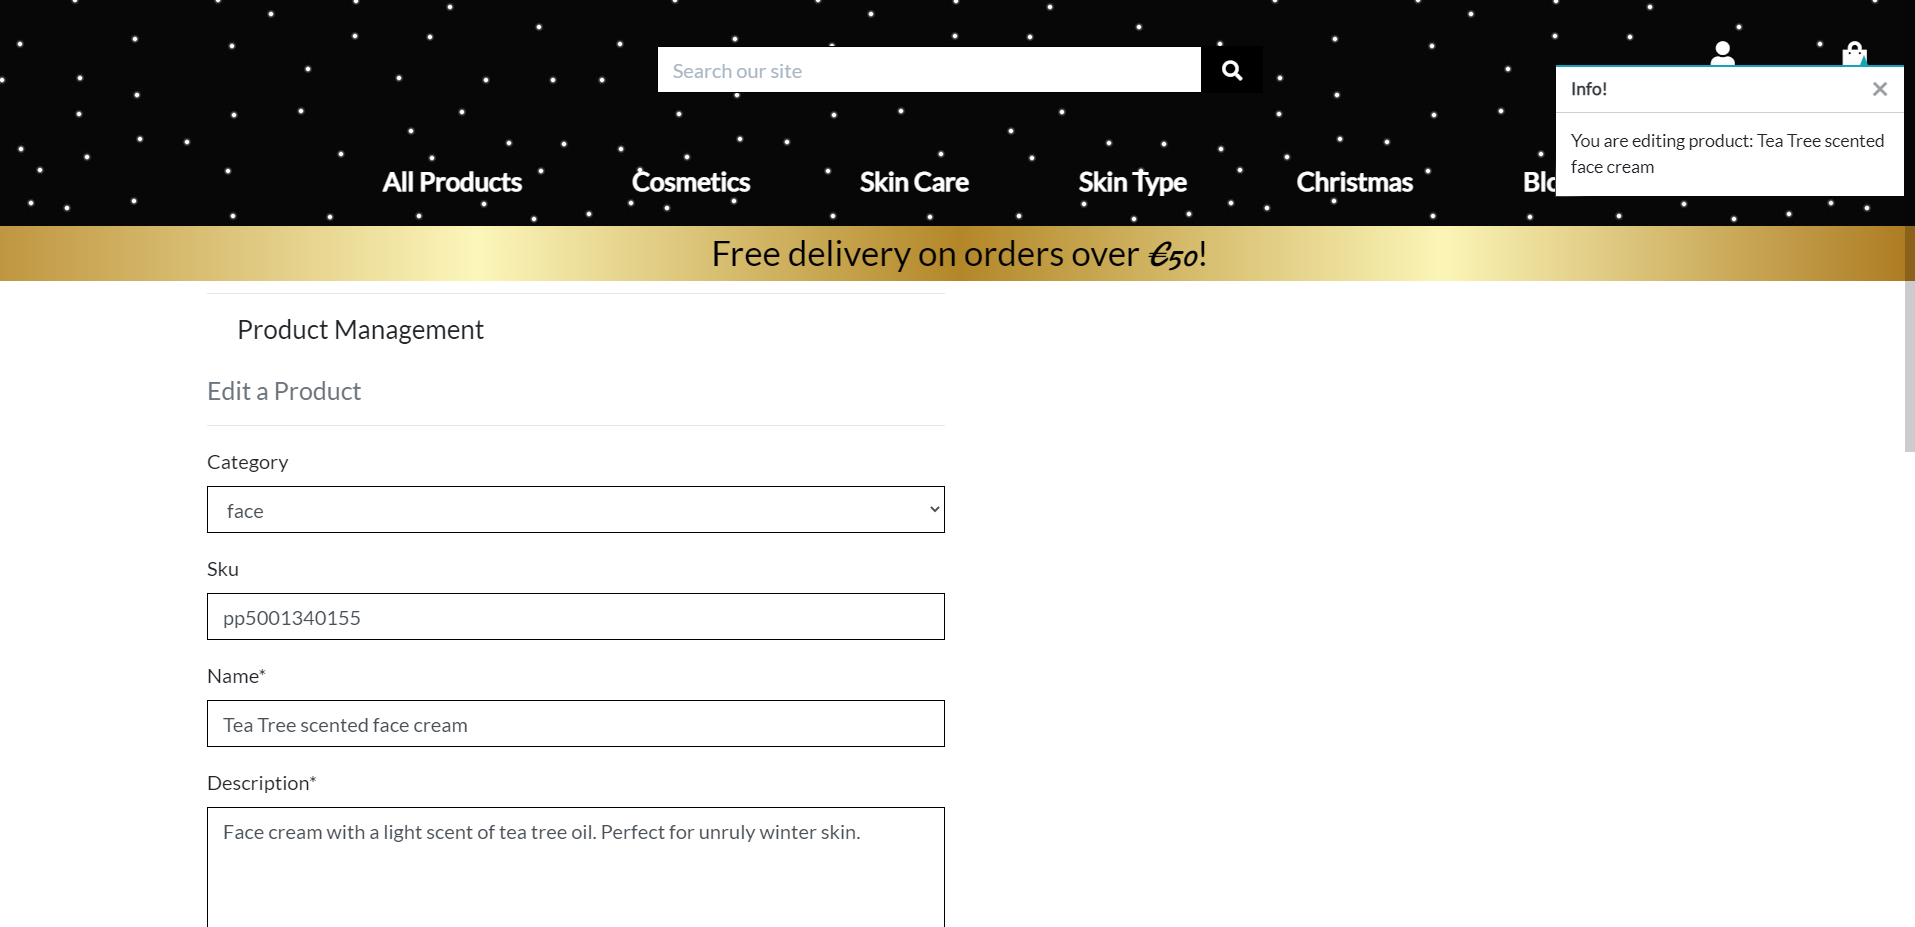 Search our site
Info!
You are editing product: Tea Tree scented
face cream
All Products
Cosmetics
Skin Care
Skin Type
Christmas
Free delivery on orders over €50!
Product Management
Edit a Product
Category
face
Sku
pp5001340155
Name*
Tea Tree scented face cream
Description*
Face cream with a light scent of tea tree oil. Perfect for unruly winter skin.